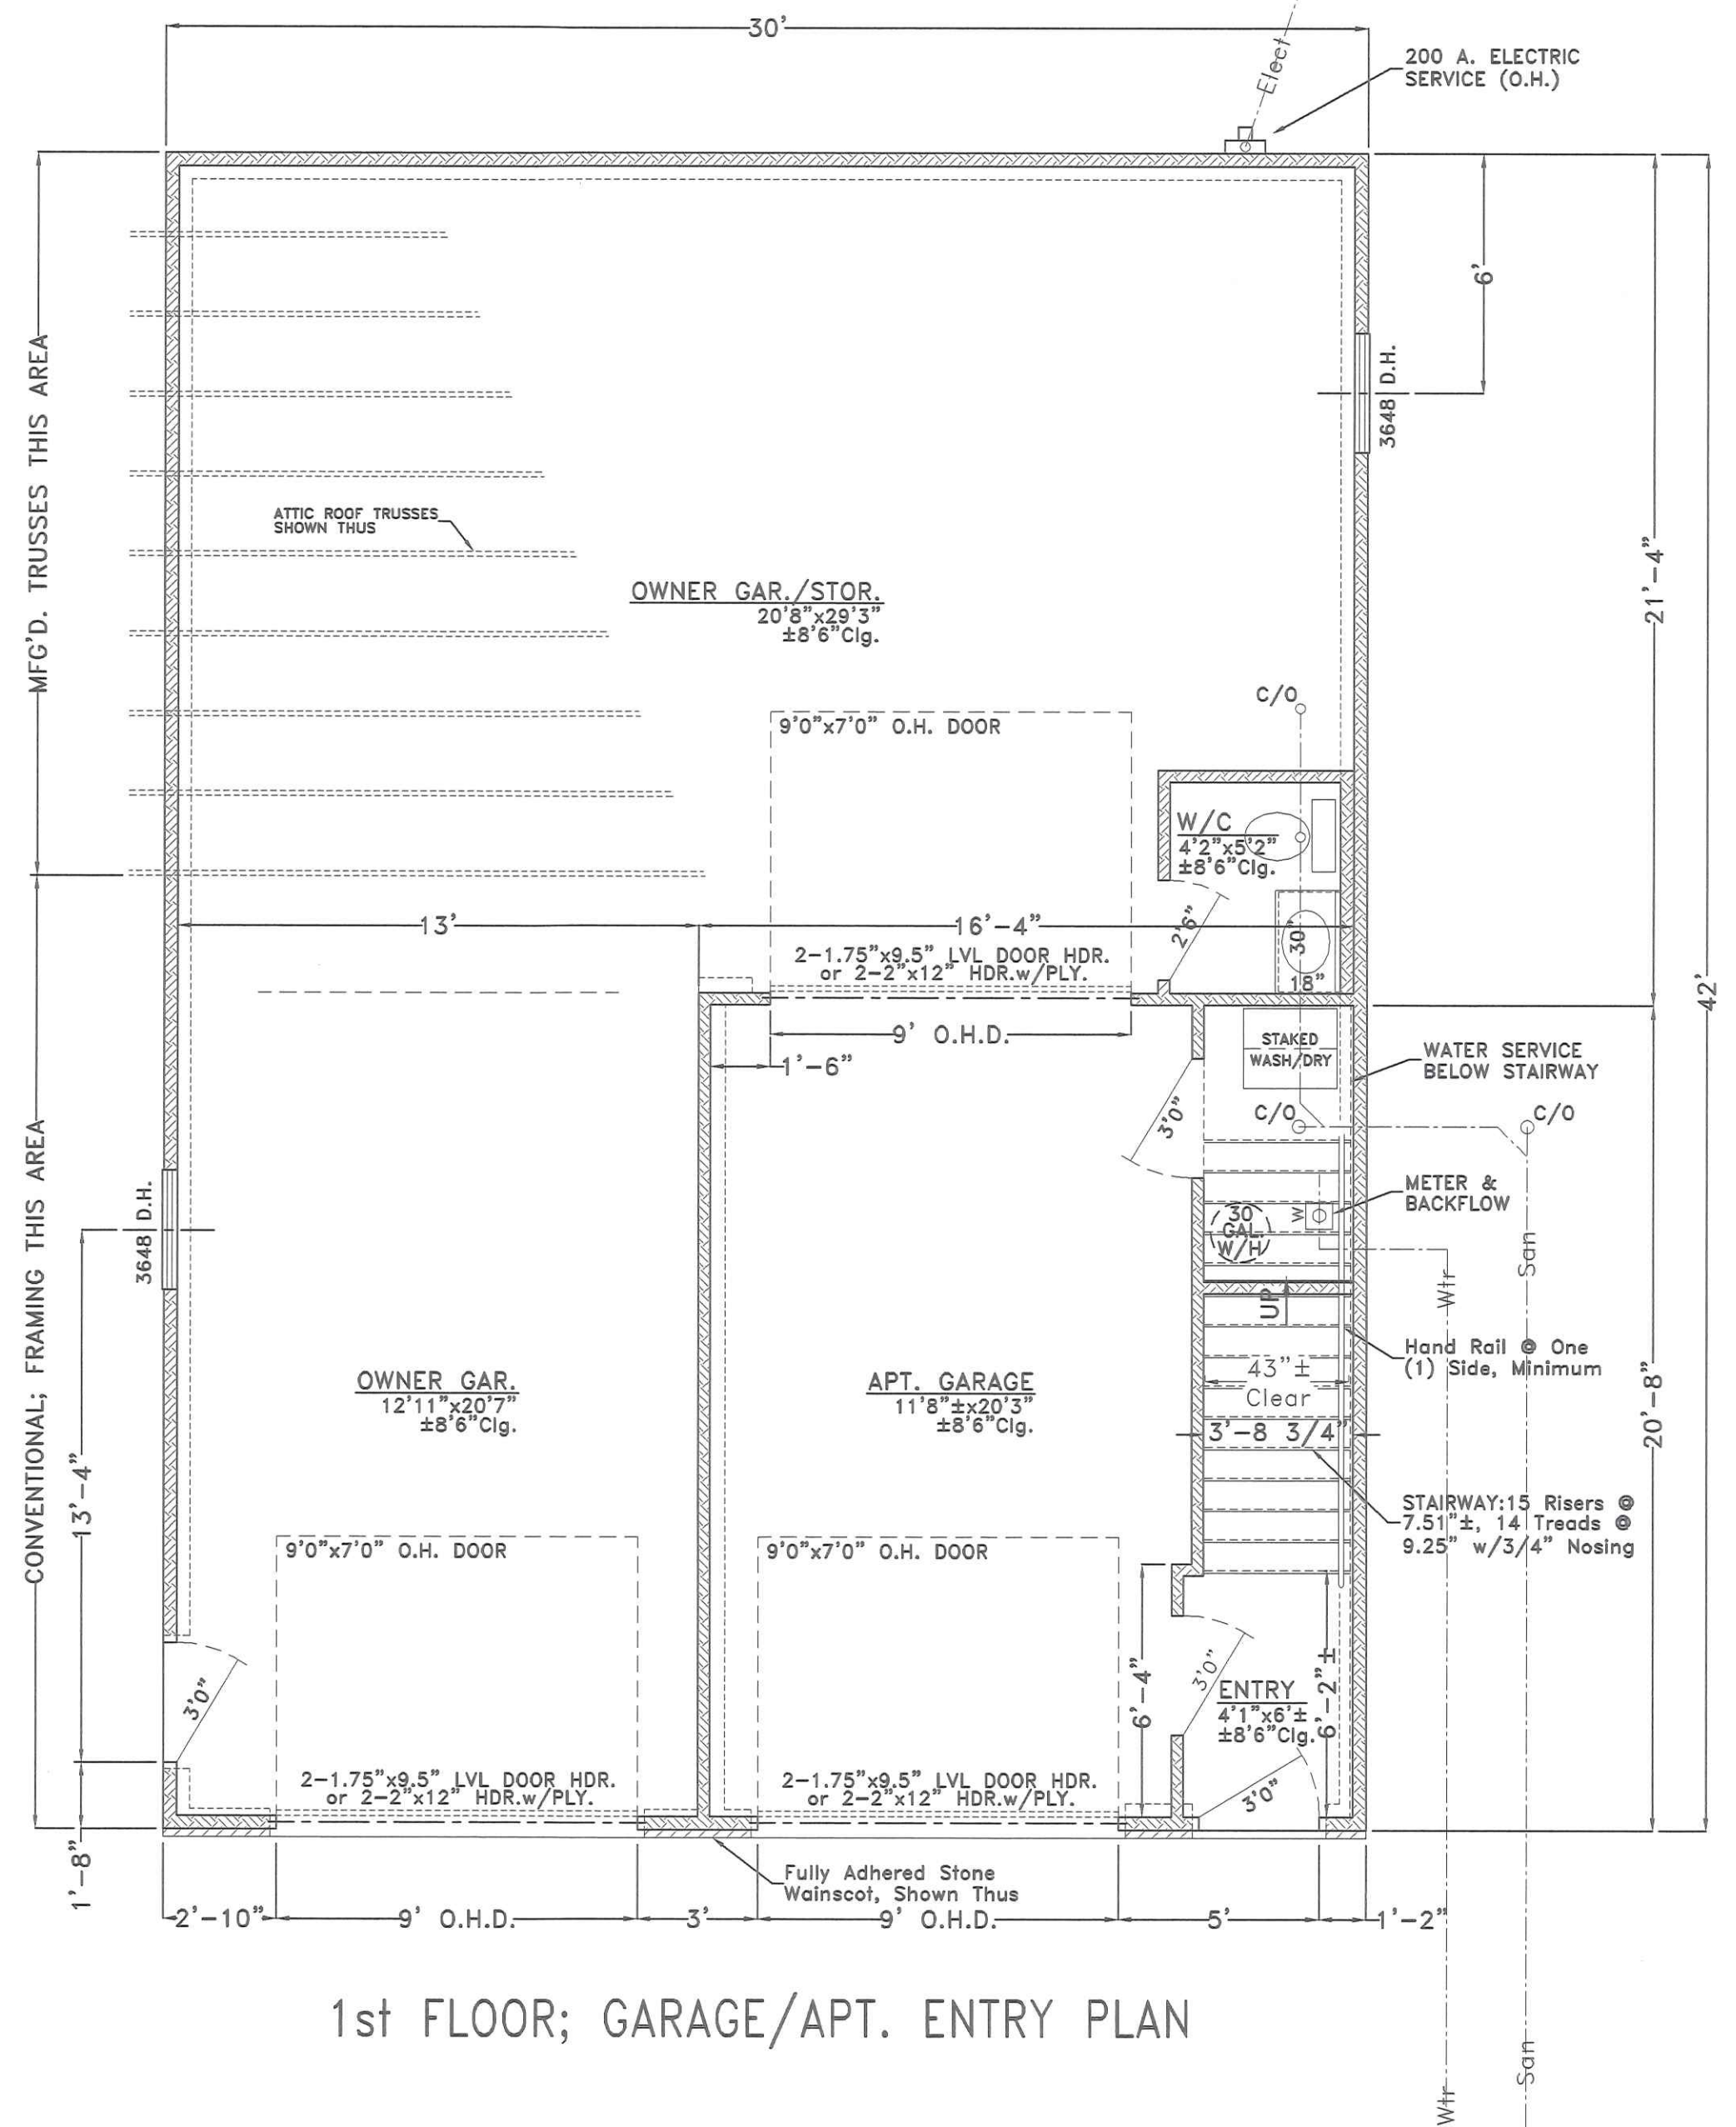 30'
Elect
200 A. ELECTRIC
SERVICE (O.H.)
6'
3648 D.H.
MFG'D. TRUSSES THIS AREA
ATTIC ROOF TRUSSES
SHOWN THUS
OWNER GAR./STOR.
20'8"x29'3"
±8'6"Clg.
21'-4"
42'
C/O
9'0"x7'0" O.H. DOOR
W/C
4'2"x5'2"
±8'6"Clg.
13'
16'-4"
2'6"
30"
18"
2-1.75"x9.5" LVL DOOR HDR.
or 2-2"x12" HDR.w/PLY.
9' O.H.D.
1'-6"
STAKED
WASH/DRY
WATER SERVICE
BELOW STAIRWAY
3'0"
C/O
C/O
CONVENTIONAL; FRAMING THIS AREA
3648 D.H.
METER &
BACKFLOW
30
GAL.
W/H
W
Wtr
San
UP
Hand Rail @ One
(1) Side, Minimum
43"±
Clear
OWNER GAR.
12'11"x20'7"
±8'6"Clg.
APT. GARAGE
11'8"±x20'3"
±8'6"Clg.
3'-8 3/4"
20'-8"
13'-4"
STAIRWAY:15 Risers @
7.51"±, 14 Treads @
9.25" w/3/4" Nosing
9'0"x7'0" O.H. DOOR
9'0"x7'0" O.H. DOOR
3'0"
6'-4"
3'0"
6'-2"±
ENTRY
4'1"x6'±
±8'6"Clg.
2-1.75"x9.5" LVL DOOR HDR.
or 2-2"x12" HDR.w/PLY.
2-1.75"x9.5" LVL DOOR HDR.
or 2-2"x12" HDR.w/PLY.
3'0"
1'-8"
Fully Adhered Stone
Wainscot, Shown Thus
2'-10"
9' O.H.D.
3'
9' O.H.D.
5'
1'-2"
1st FLOOR; GARAGE/APT. ENTRY PLAN
Wtr
San